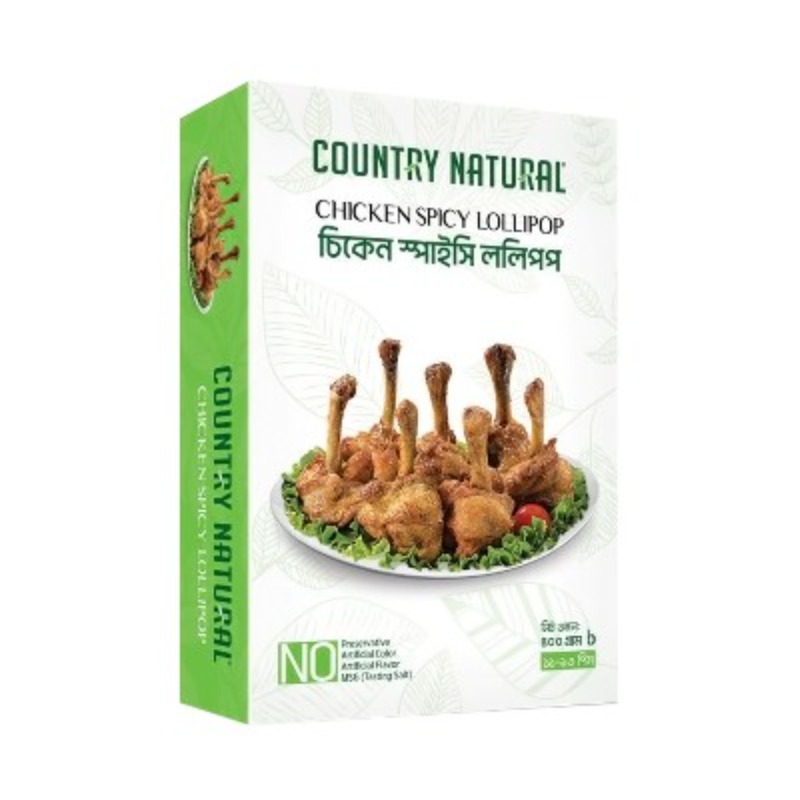 COUNTRY NATURAL
CHICKEN SPICY LOLLIPOP
চিকেন স্পাইসি ললিপপ
COUNTRY NATURAL
CHICKEN SPICY LOLLIPOP
NO
Preservative
Artificial Color
Artificial Flavor
MSG (Tasting Salt)
গ্রাম
পিস